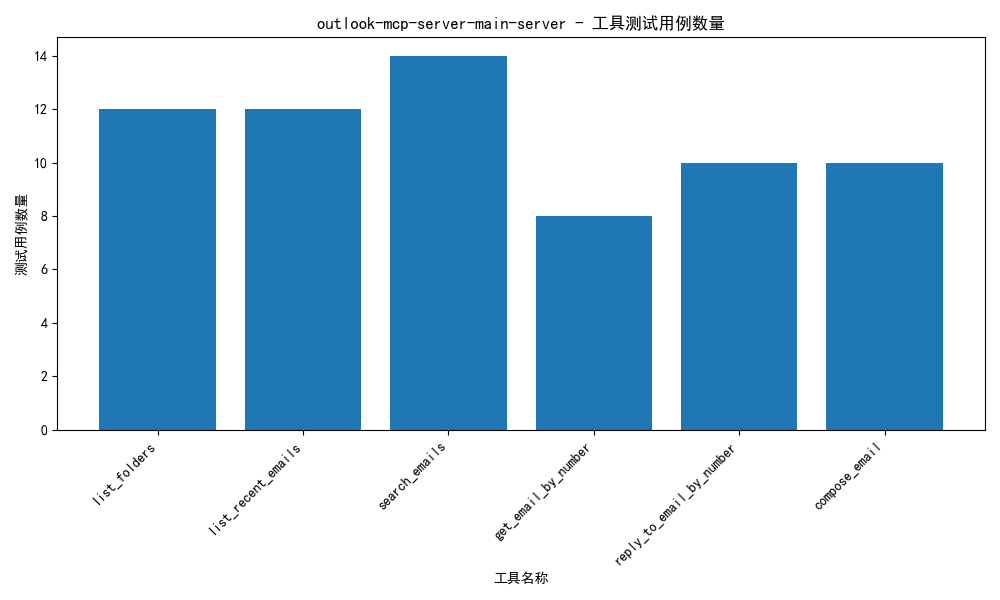 outlook-mcp-server-main-server - 工具测试用例数量
测试用例数量
14
12
10
8
6
4
2
0
list_folders
list_recent_emails
search_emails
get_email_by_number
reply_to_email_by_number
compose_email
工具名称